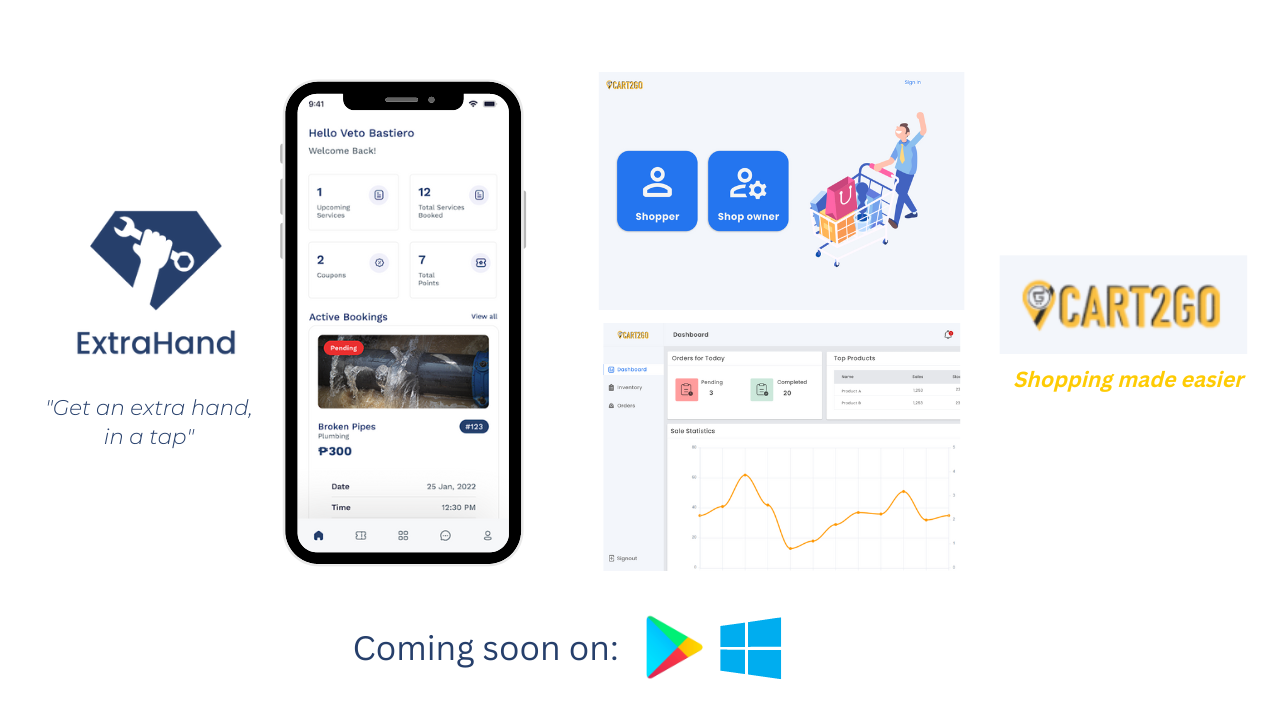 ExtraHand
"Get an extra hand,
in a tap"
9:41
Hello Veto Bastiero
Welcome Back!
1
Upcoming
Services
12
Total Services
Booked
2
Coupons
7
Total
Points
Active Bookings
View all
Pending
Broken Pipes
#123
Plumbing
₱300
Date
25 Jan, 2022
Time
12:30 PM
CART2GO
Sign in
Shopper
Shop owner
CART2GO
Dashboard
Dashboard
Inventory
Orders
Signout
Orders for Today
Pending
3
Completed
20
Top Products
Name Sales
Product A 1,253
Product A 1,253
Sale Statistics
80
60
40
20
0
CART2GO
Shopping made easier
Coming soon on: